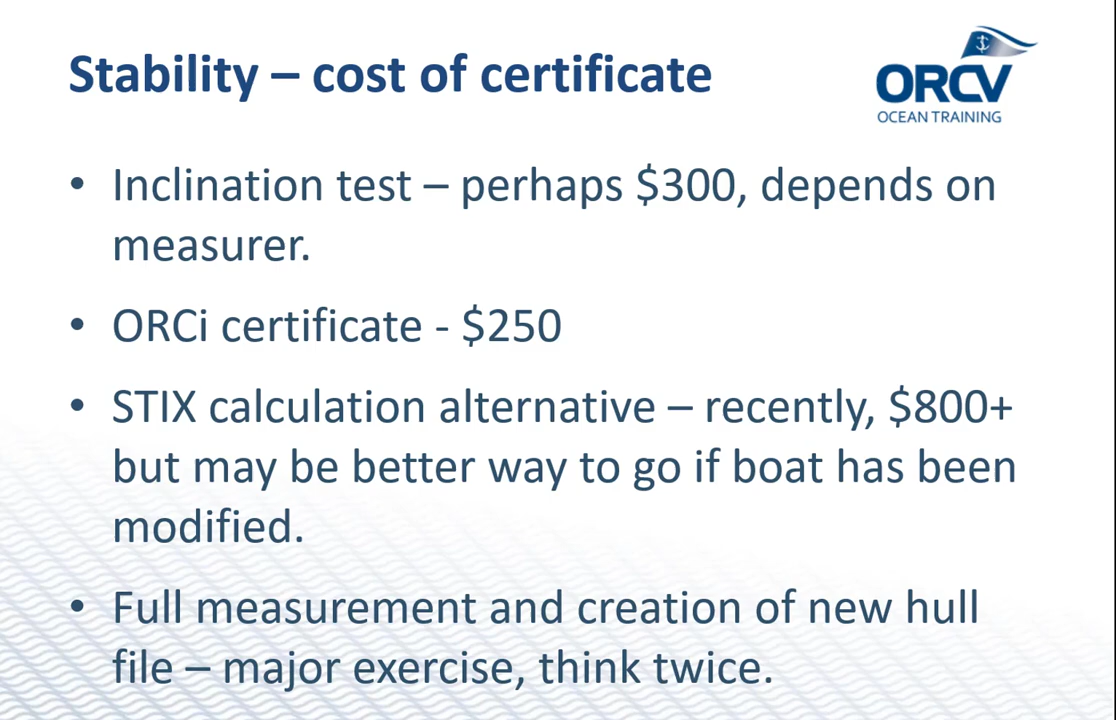 Stability – cost of certificate
ORCV
OCEAN TRAINING
• Inclination test – perhaps $300, depends on
measurer.
• ORCi certificate - $250
• STIX calculation alternative – recently, $800+
but may be better way to go if boat has been
modified.
• Full measurement and creation of new hull
file – major exercise, think twice.